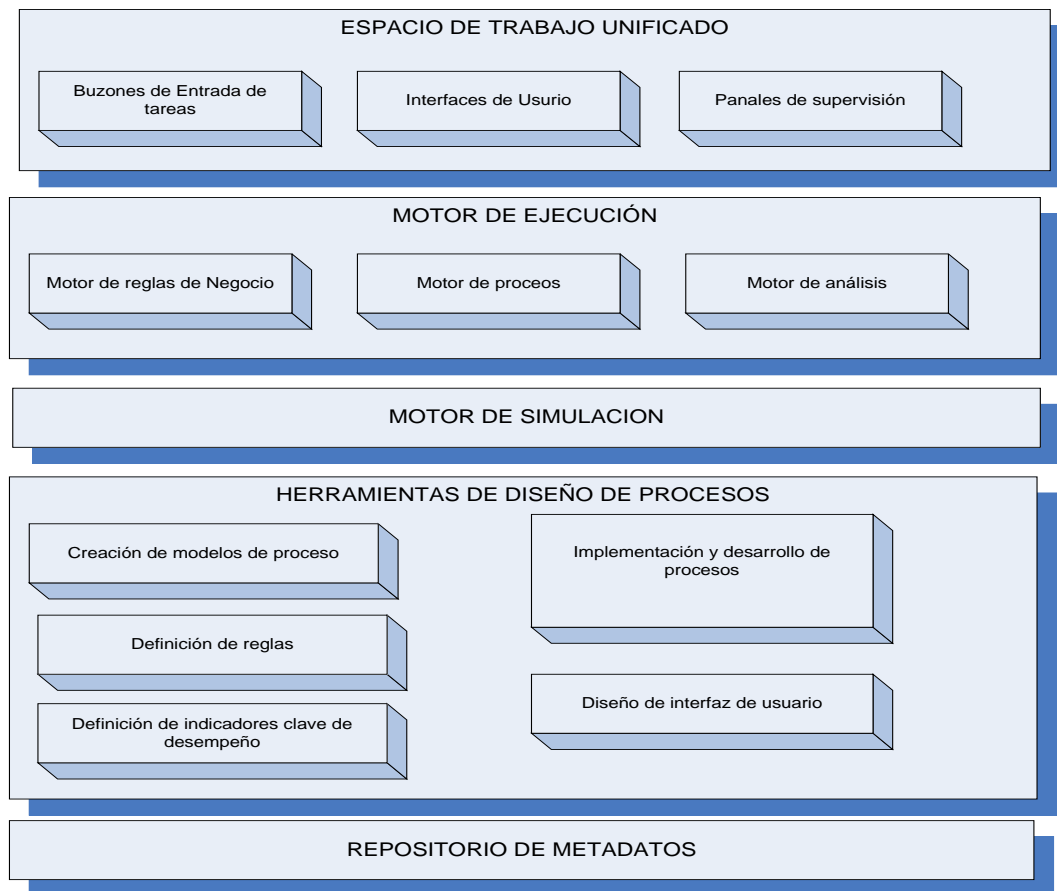 ESPACIO DE TRABAJO UNIFICADO
Buzones de Entrada de
tareas
Interfaces de Usurio
Panales de supervisión
MOTOR DE EJECUCIÓN
Motor de reglas de Negocio
Motor de proceos
Motor de análisis
MOTOR DE SIMULACION
HERRAMIENTAS DE DISEÑO DE PROCESOS
Creación de modelos de proceso
Definición de reglas
Definición de indicadores clave de
desempeño
Implementación y desarrollo de
procesos
Diseño de interfaz de usuario
REPOSITORIO DE METADATOS